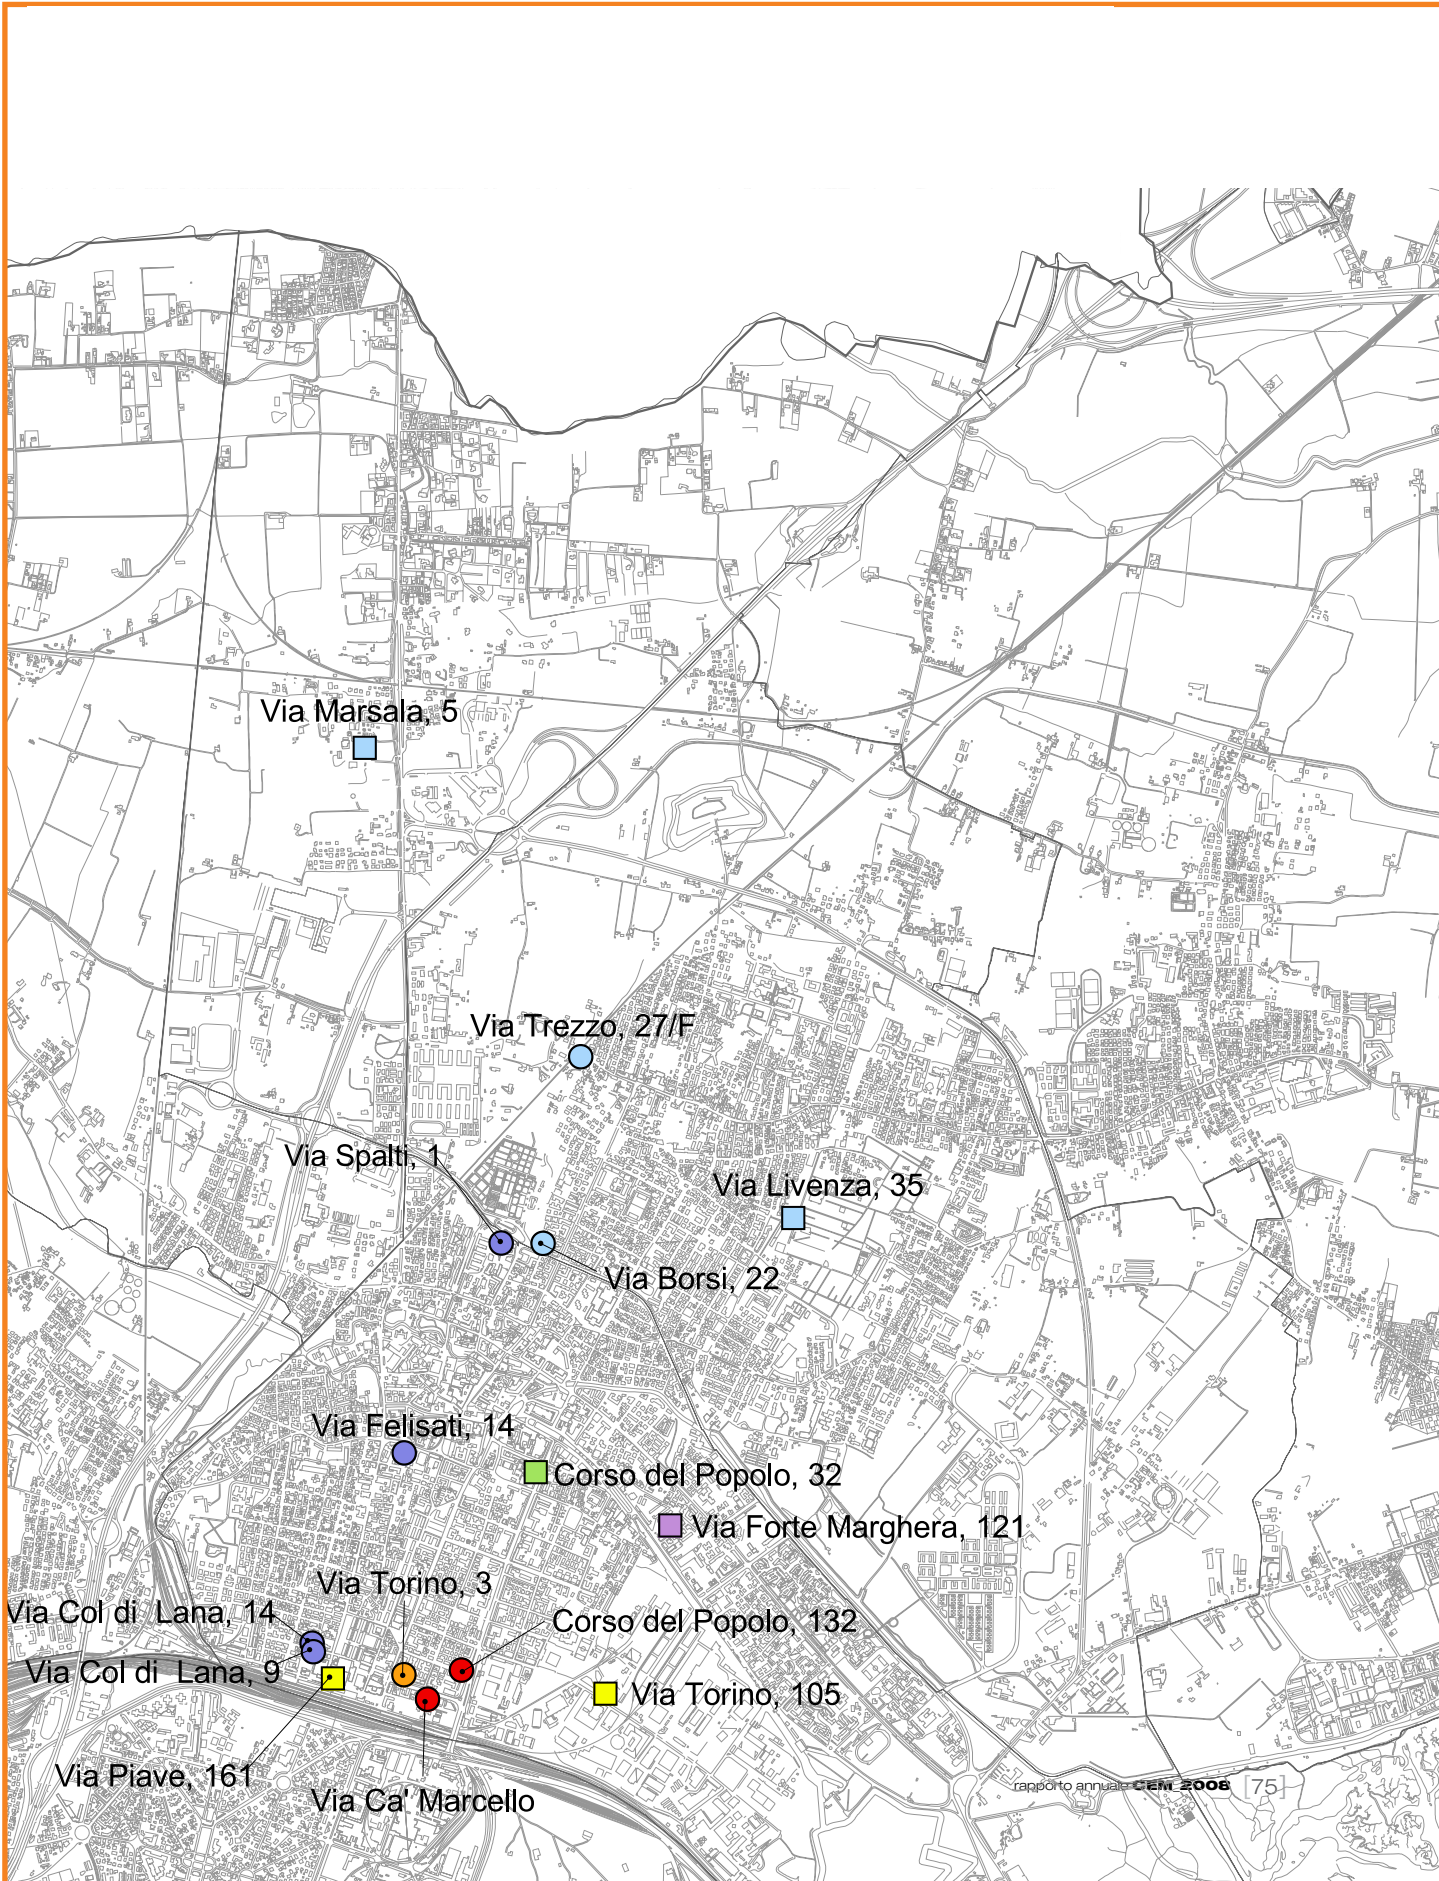 Via Marsala, 5
Via Trezzo, 27/F
Via Spalti, 1
Via Livenza, 35
Via Borsi, 22
Via Felisati, 14
Corso del Popolo, 32
Via Forte Marghera, 121
Via Torino, 3
Via Col di Lana, 14
Corso del Popolo, 132
Via Col di Lana, 9
Via Torino, 105
Via Piave, 161
Via Ca' Marcello
rapporto annuale CEM 2008 [75]